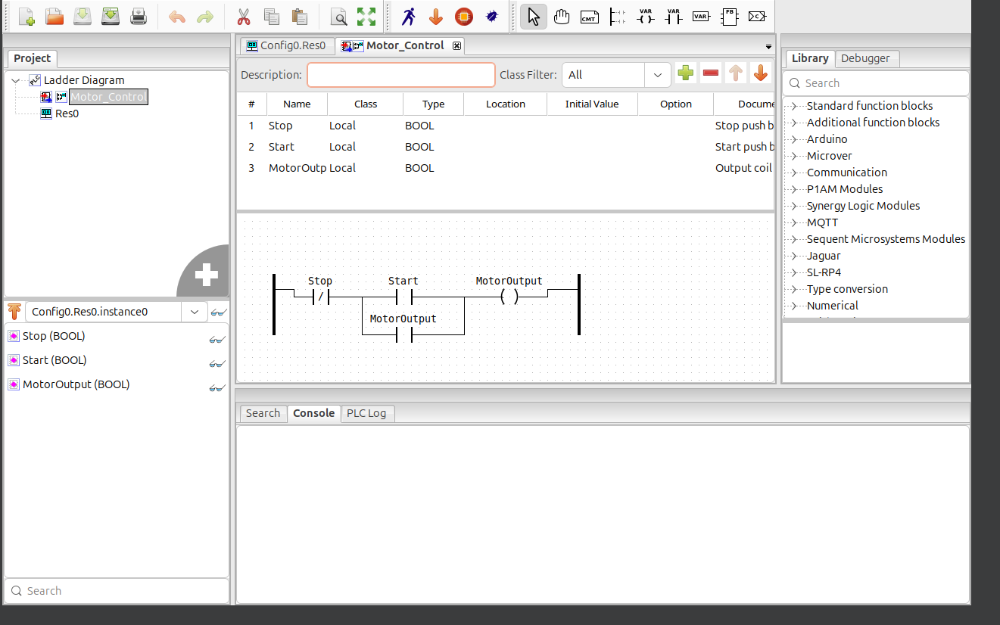 CMT VAR VAR VAR FB
Project
Ladder Diagram
Motor_Control
Res0
Config0.Res0.instance0
Stop (BOOL)
Start (BOOL)
MotorOutput (BOOL)
Search
Config0.Res0 Motor_Control
Description: Class Filter: All
# Name Class Type Location Initial Value Option Docume
1 Stop Local BOOL Stop push b
2 Start Local BOOL Start push b
3 MotorOutp Local BOOL Output coil
Stop Start MotorOutput
MotorOutput
Search Console PLC Log
Library Debugger
Search
Standard function blocks
Additional function blocks
Arduino
Microver
Communication
P1AM Modules
Synergy Logic Modules
MQTT
Sequent Microsystems Modules
Jaguar
SL-RP4
Type conversion
Numerical